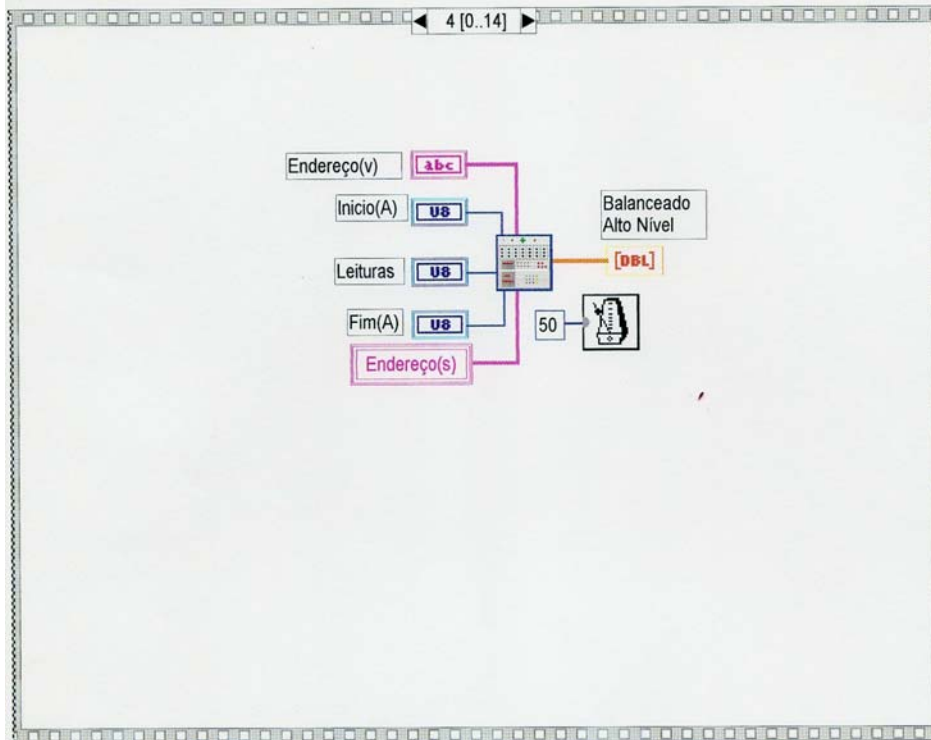 4 [0..14]
Endereço(v)
abc
Inicio(A)
U8
Balanceado
Alto Nível
[DBL]
Leituras
U8
Fim(A)
U8
50
Endereço(s)